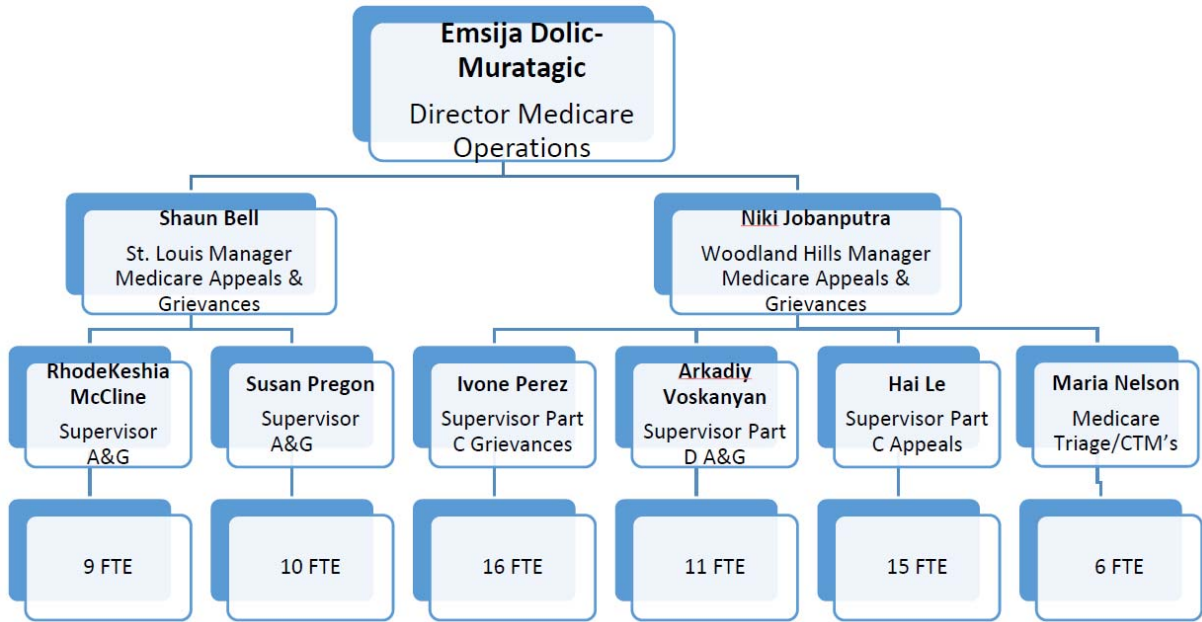 Emsija Dolic-
Muratagic
Director Medicare
Operations
Shaun Bell
St. Louis Manager
Medicare Appeals &
Grievances
Niki Jobanputra
Woodland Hills Manager
Medicare Appeals &
Grievances
RhodeKeshia
McCline
Supervisor
A&G
Susan Pregon
Supervisor
A&G
Ivone Perez
Supervisor Part
C Grievances
Arkadiy
Voskanyan
Supervisor Part
D A&G
Hai Le
Supervisor Part
C Appeals
Maria Nelson
Medicare
Triage/CTM's
9 FTE
10 FTE
16 FTE
11 FTE
15 FTE
6 FTE